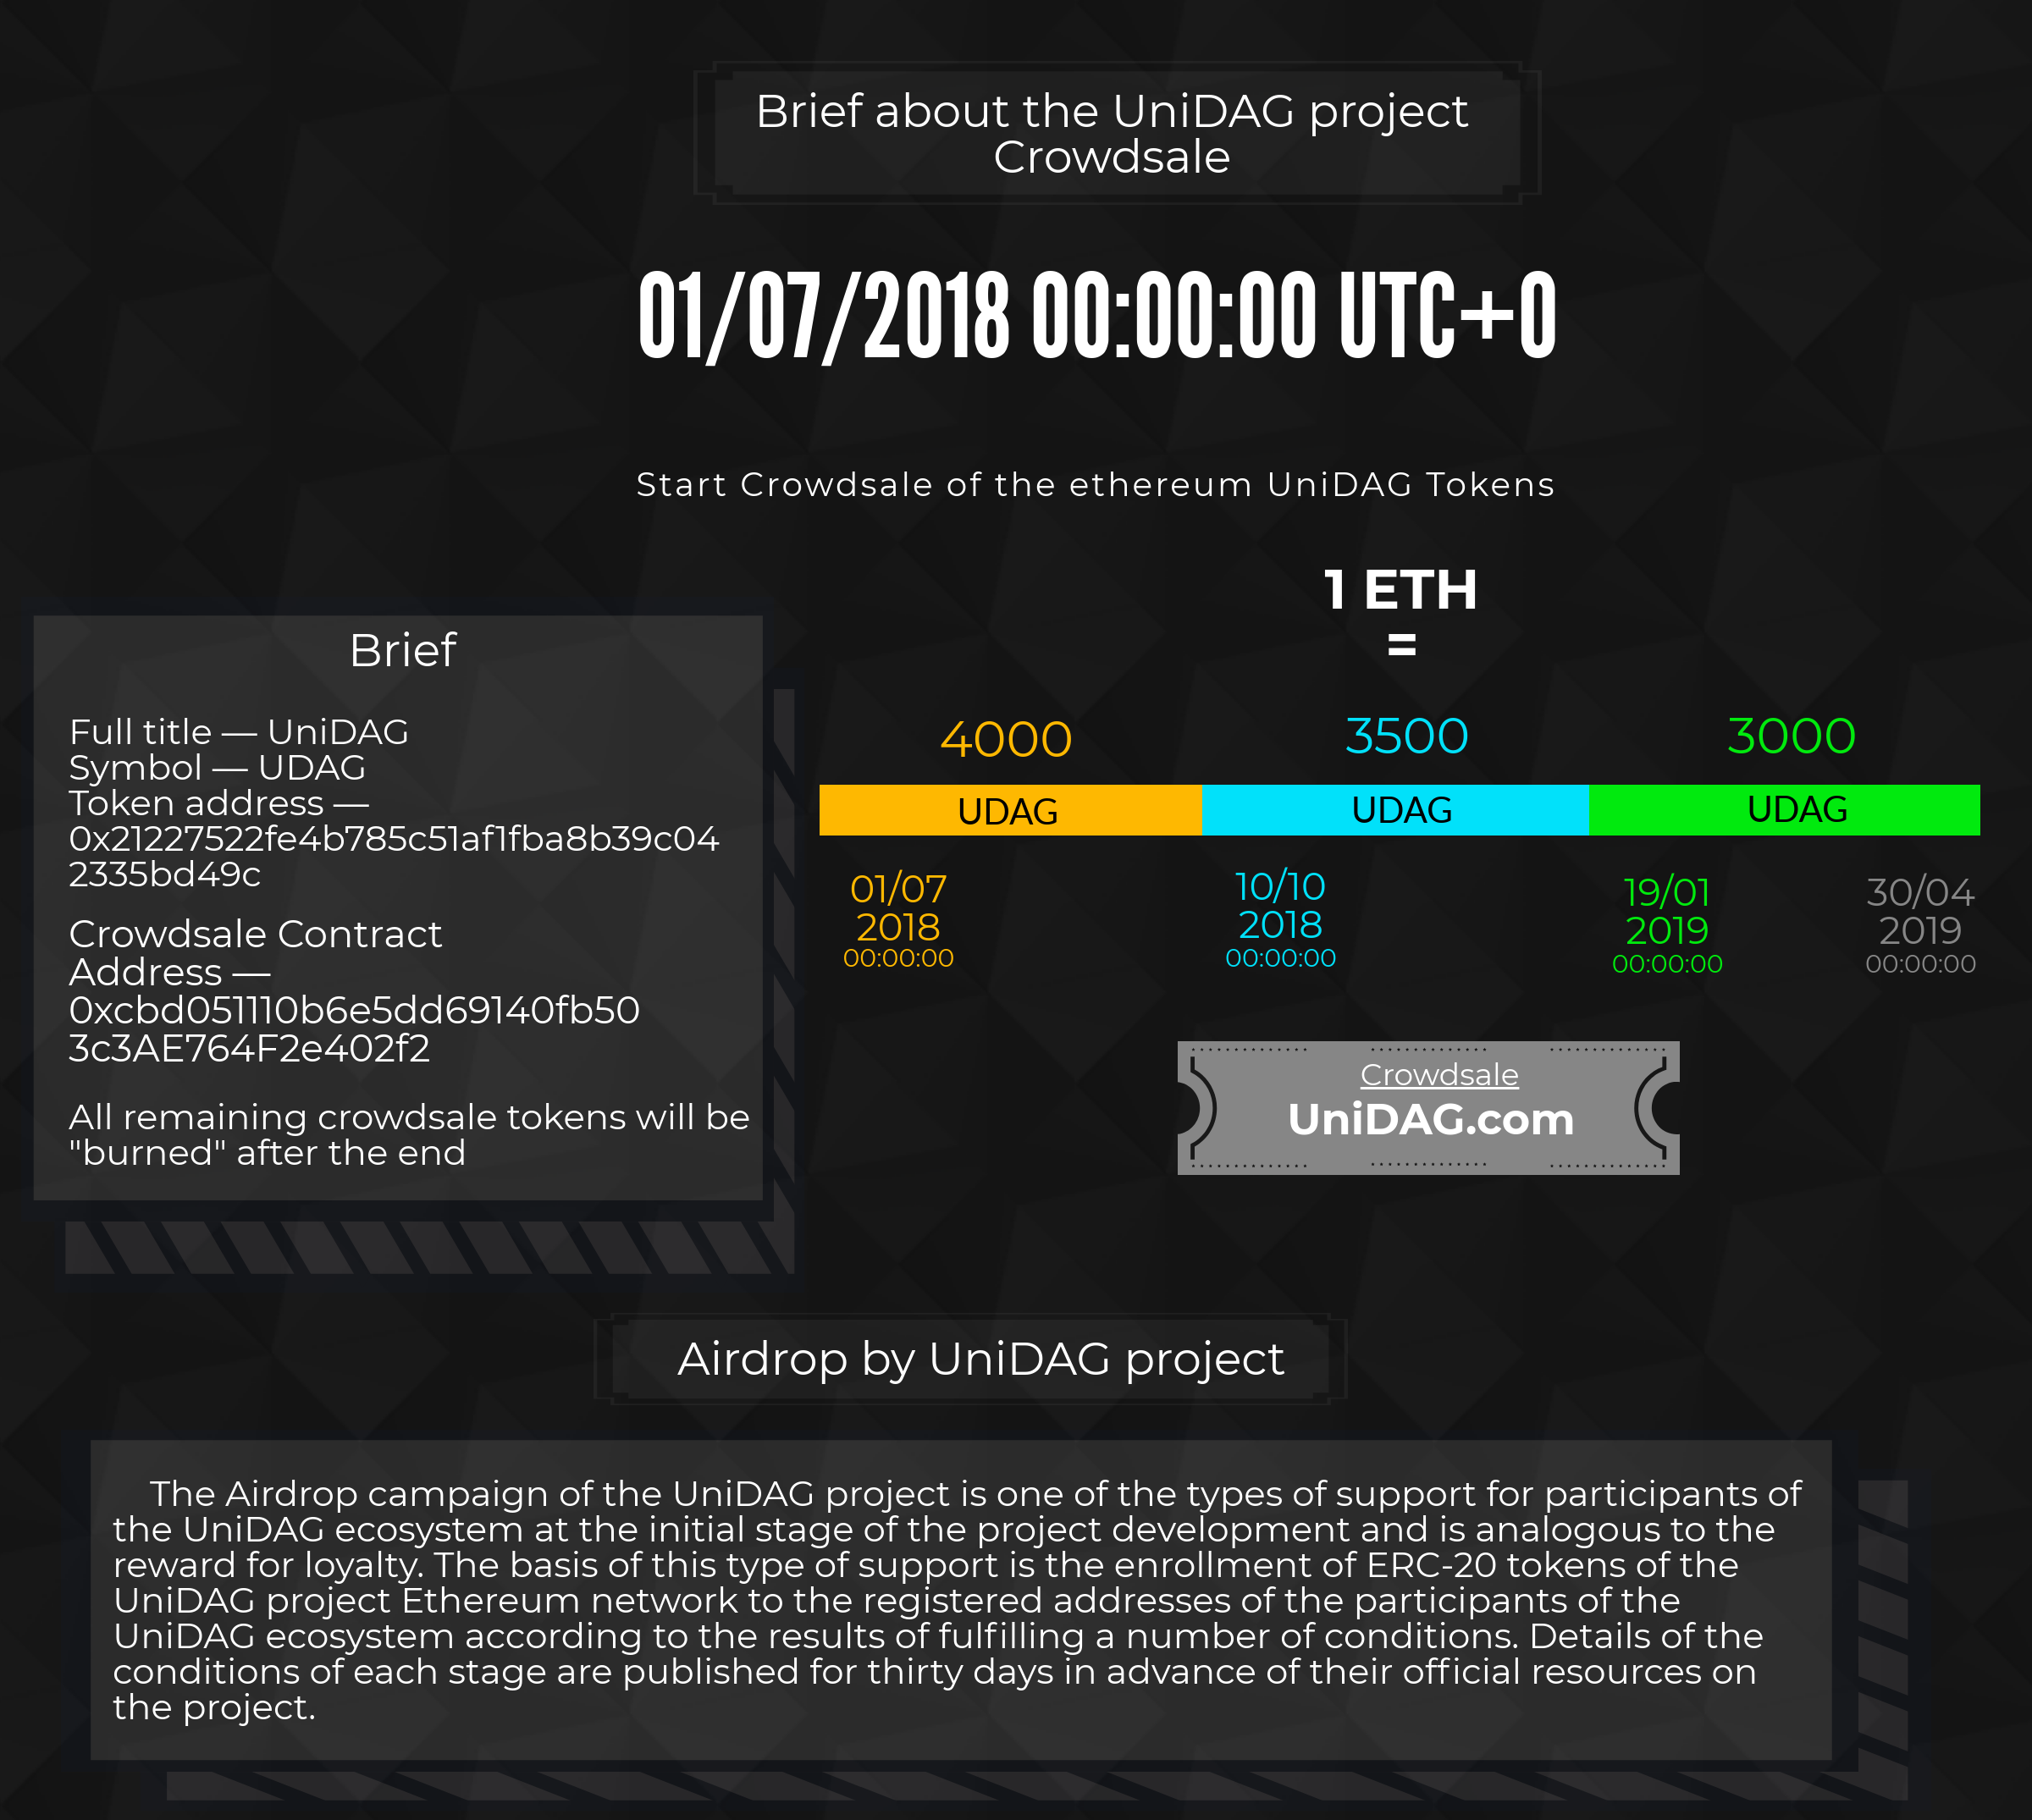 Brief about the UniDAG project
Crowdsale
01/07/2018 00:00:00 UTC+0
Start Crowdsale of the ethereum UniDAG Tokens
Brief
Full title — UniDAG
Symbol — UDAG
Token address —
0x21227522fe4b785c51af1fba8b39c04
2335bd49c
Crowdsale Contract
Address —
0xcbd051110b6e5dd69140fb50
3c3AE764F2e402f2
All remaining crowdsale tokens will be
"burned" after the end
1 ETH
=
4000 3500 3000
UDAG UDAG UDAG
01/07 10/10 19/01 30/04
2018 2018 2019 2019
00:00:00 00:00:00 00:00:00 00:00:00
Crowdsale
UniDAG.com
Airdrop by UniDAG project
The Airdrop campaign of the UniDAG project is one of the types of support for participants of
the UniDAG ecosystem at the initial stage of the project development and is analogous to the
reward for loyalty. The basis of this type of support is the enrollment of ERC-20 tokens of the
UniDAG project Ethereum network to the registered addresses of the participants of the
UniDAG ecosystem according to the results of fulfilling a number of conditions. Details of the
conditions of each stage are published for thirty days in advance of their official resources on
the project.